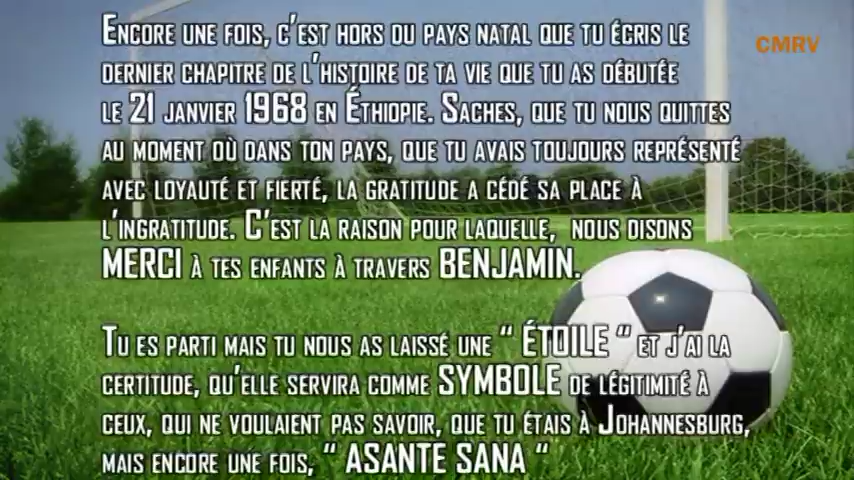 CMRV
Encore une fois, c'est hors du pays natal que tu écris le
dernier chapitre de l'histoire de ta vie que tu as débutée
le 21 janvier 1968 en Éthiopie. Saches, que tu nous quittes
au moment où dans ton pays, que tu avais toujours représenté
avec loyauté et fierté, la gratitude a cédé sa place à
l'ingratitude. C'est la raison pour laquelle, nous disons
MERCI à tes enfants à travers BENJAMIN.
Tu es parti mais tu nous as laissé une “ ÉTOILE “ et j'ai la
certitude, qu'elle servira comme SYMBOLE de légitimité à
ceux, qui ne voulaient pas savoir, que tu étais à Johannesburg,
mais encore une fois, “ ASANTE SANA “